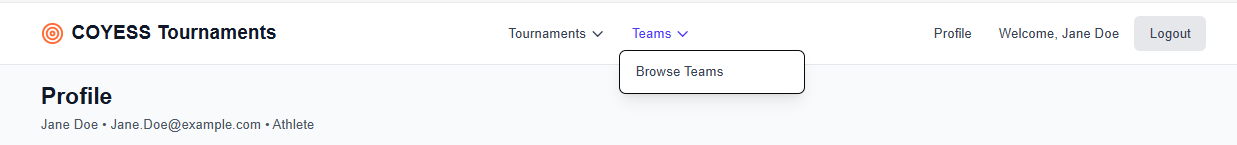 COYESS Tournaments
Tournaments
Teams
Profile
Welcome, Jane Doe
Logout
Browse Teams
Profile
Jane Doe • Jane.Doe@example.com • Athlete